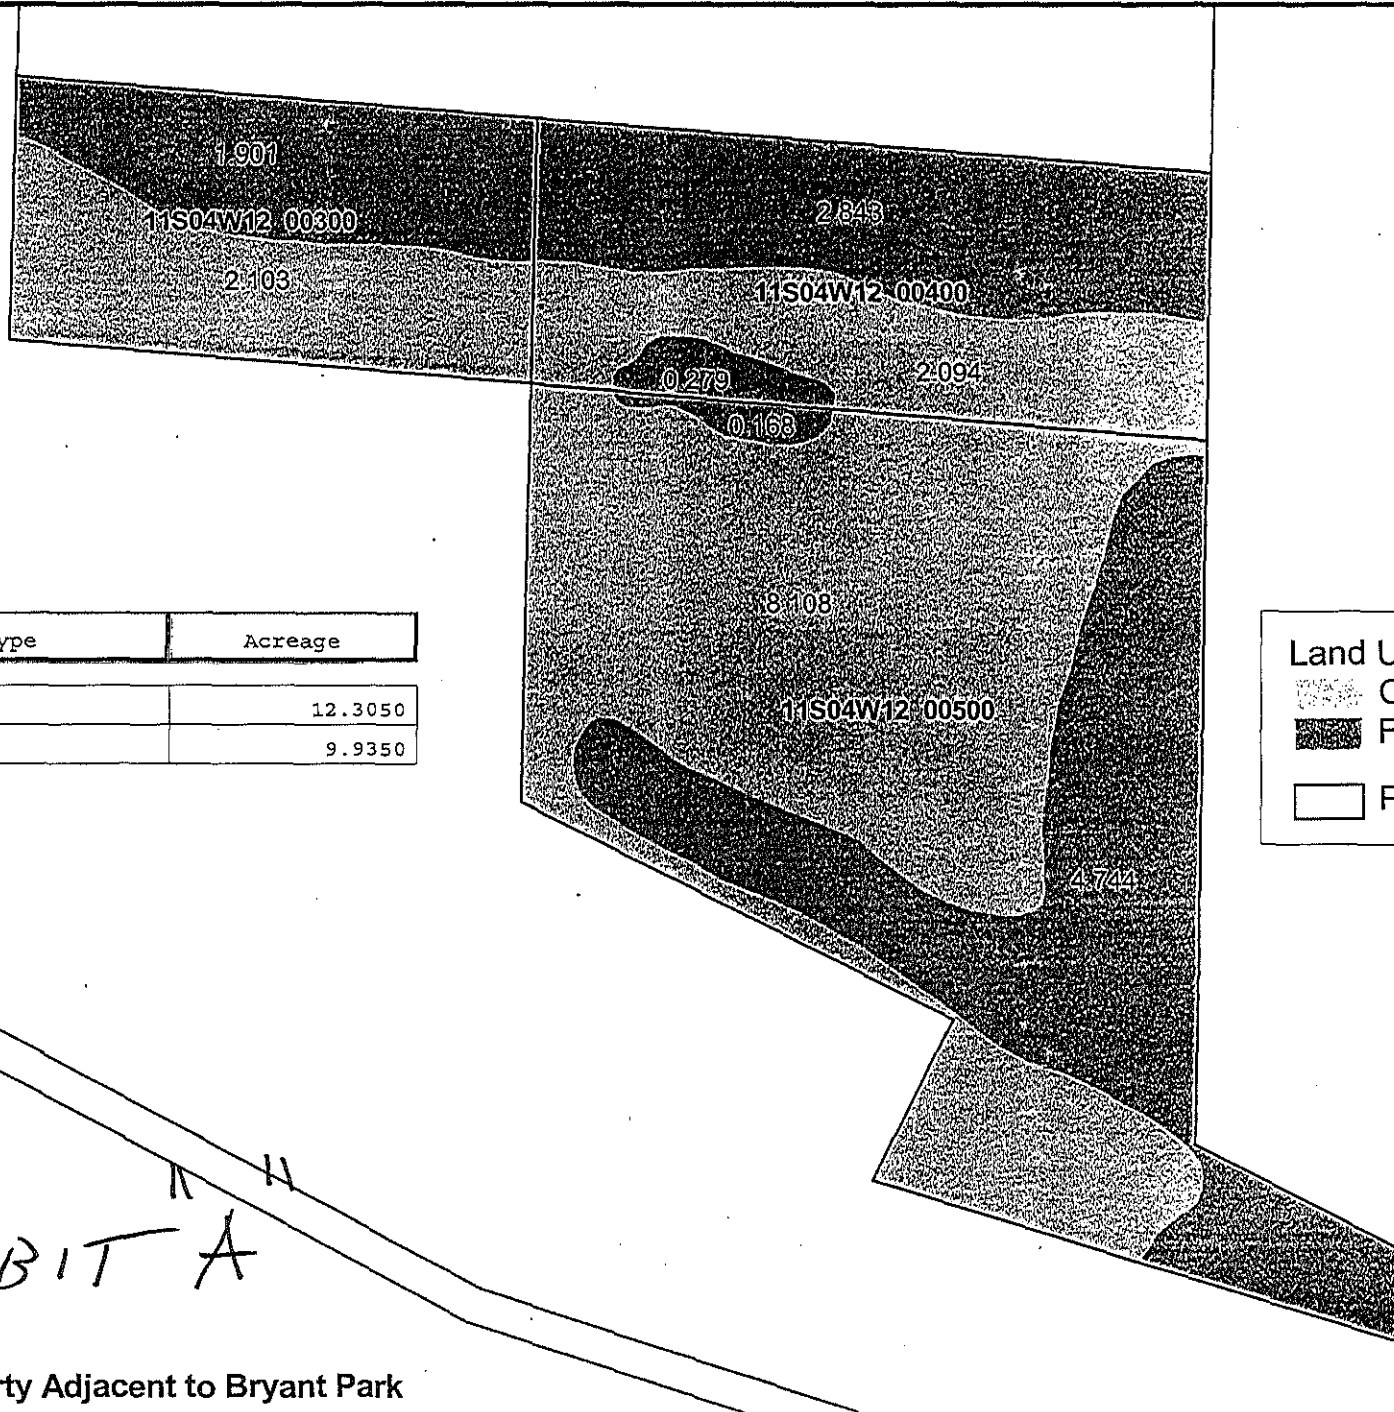 1.901
2.843
11S04W12 00300
2.103
11S04W12 00400
2.094
0.279
0.168
8.108
ype Acreage
12.3050
9.9350
11S04W12 00500
Land U
C
F
F
4.744
BIT A
rty Adjacent to Bryant Park